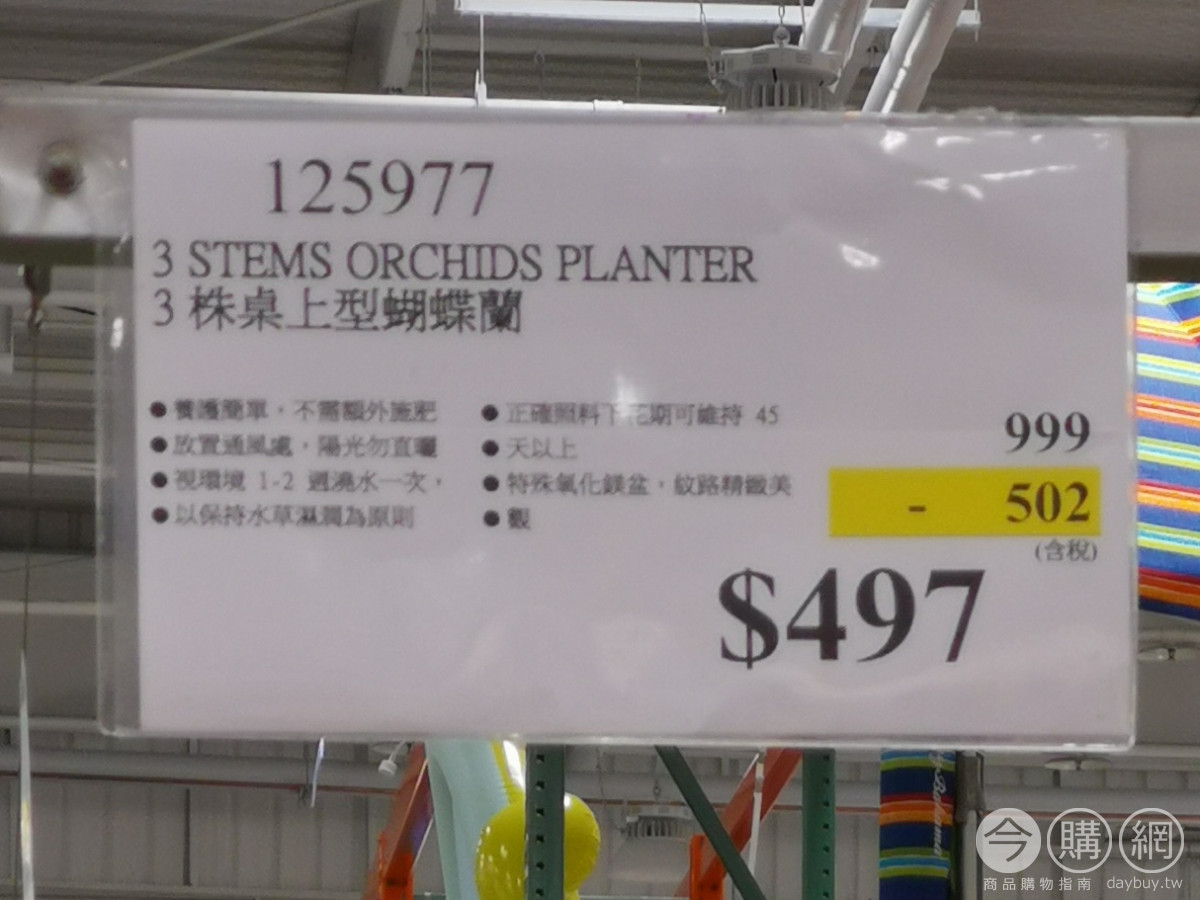 125977
3 STEMS ORCHIDS PLANTER
3 株桌上型蝴蝶蘭
●養護簡單，不需額外施肥
●放置通風處，陽光勿直曬
●視環境 1-2 週澆水一次，
●以保持水草濕潤為原則
●正確照料下花期可維持 45
●天以上
●特殊氧化鎂盆，紋路精緻美
●觀
999
- 502
(含稅)
$497
今購網
商品購物指南 daybuy.tw